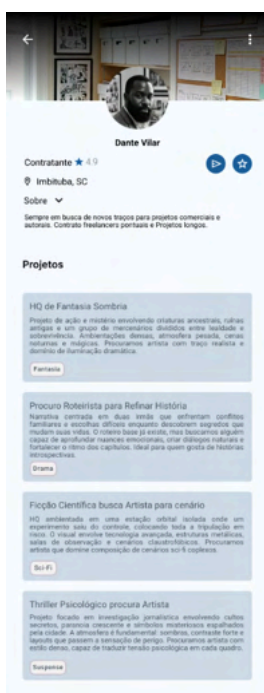 Dante Vilar
Contratante ★ 4.9
Imbituba, SC
Sobre
Sempre em busca de novos traços para projetos comerciais e
autorais. Contrato freelancers pontuais e Projetos longos.
Projetos
HQ de Fantasia Sombria
Projeto de ação e mistério envolvendo criaturas ancestrais, ruínas
antigas e um grupo de mercenários divididos entre lealdade e
sobrevivência. Ambientações densas, atmosfera pesada, cenas
noturnas e mágicas. Procuramos artista com traço realista e
domínio de iluminação dramática.
Fantasia
Procuro Roteirista para Refinar História
Narrativa centrada em duas irmãs que enfrentam conflitos
familiares e escolhas difíceis enquanto descobrem segredos que
mudam suas vidas. O roteiro base já existe, mas buscamos alguém
capaz de aprofundar nuances emocionais, criar diálogos naturais e
fortalecer o ritmo dos capítulos. Ideal para quem gosta de histórias
introspectivas.
Drama
Ficção Científica busca Artista para cenário
HQ ambientada em uma estação orbital isolada onde um
experimento saiu do controle, colocando toda a tripulação em
risco. O visual envolve tecnologia avançada, estruturas metálicas,
salas de observação e cenários claustrofóbicos. Procuramos
artista que domine composição de cenários sci-fi coplexos.
Sci-Fi
Thriller Psicológico procura Artista
Projeto focado em investigação jornalística envolvendo cultos
secretos, paranoia crescente e símbolos misteriosos espalhados
pela cidade. A atmosfera é fundamental: sombras, contraste forte e
layouts que passem a sensação de perigo. Procuramos artista com
estilo denso, capaz de traduzir tensão psicológica em cada quadro.
Suspense